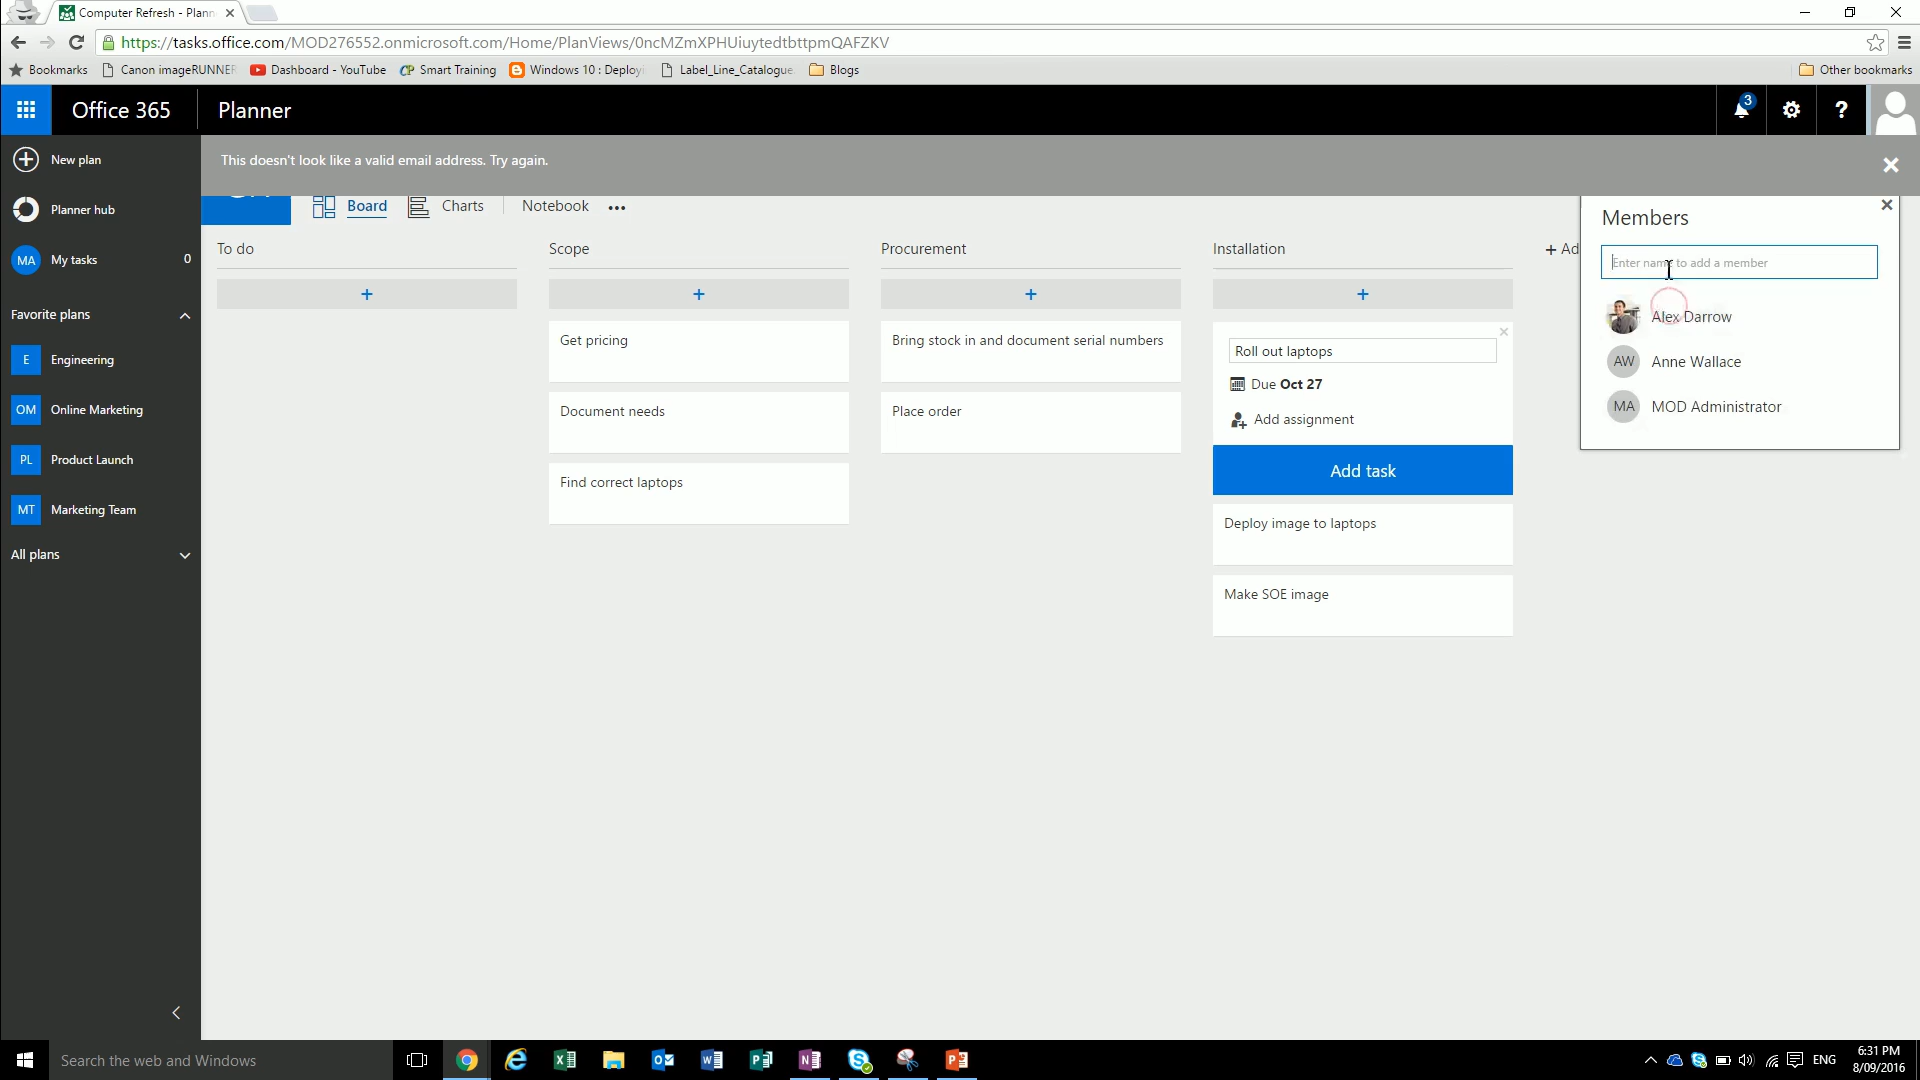 Computer Refresh - Plann
https://tasks.office.com/MOD276552.onmicrosoft.com/Home/PlanViews/0ncMZmXPHUiuytedtbttpmQAFZKV
Bookmarks
Canon imageRUNNER
Dashboard - YouTube
CP Smart Training
Windows 10 : Deploy
Label_Line_Catalogue
Blogs
Other bookmarks
Office 365
Planner
3
?
New plan
This doesn't look like a valid email address. Try again.
Planner hub
MA My tasks 0
Board
Charts
Notebook
...
Members
Enter name to add a member
Alex Darrow
AW Anne Wallace
MA MOD Administrator
To do
+
Scope
+
Get pricing
Document needs
Find correct laptops
Procurement
+
Bring stock in and document serial numbers
Place order
Installation
+
Roll out laptops
Due Oct 27
Add assignment
Add task
Deploy image to laptops
Make SOE image
+ Ad
Favorite plans
E Engineering
OM Online Marketing
PL Product Launch
MT Marketing Team
All plans
Search the web and Windows
ENG
6:31 PM
8/09/2016